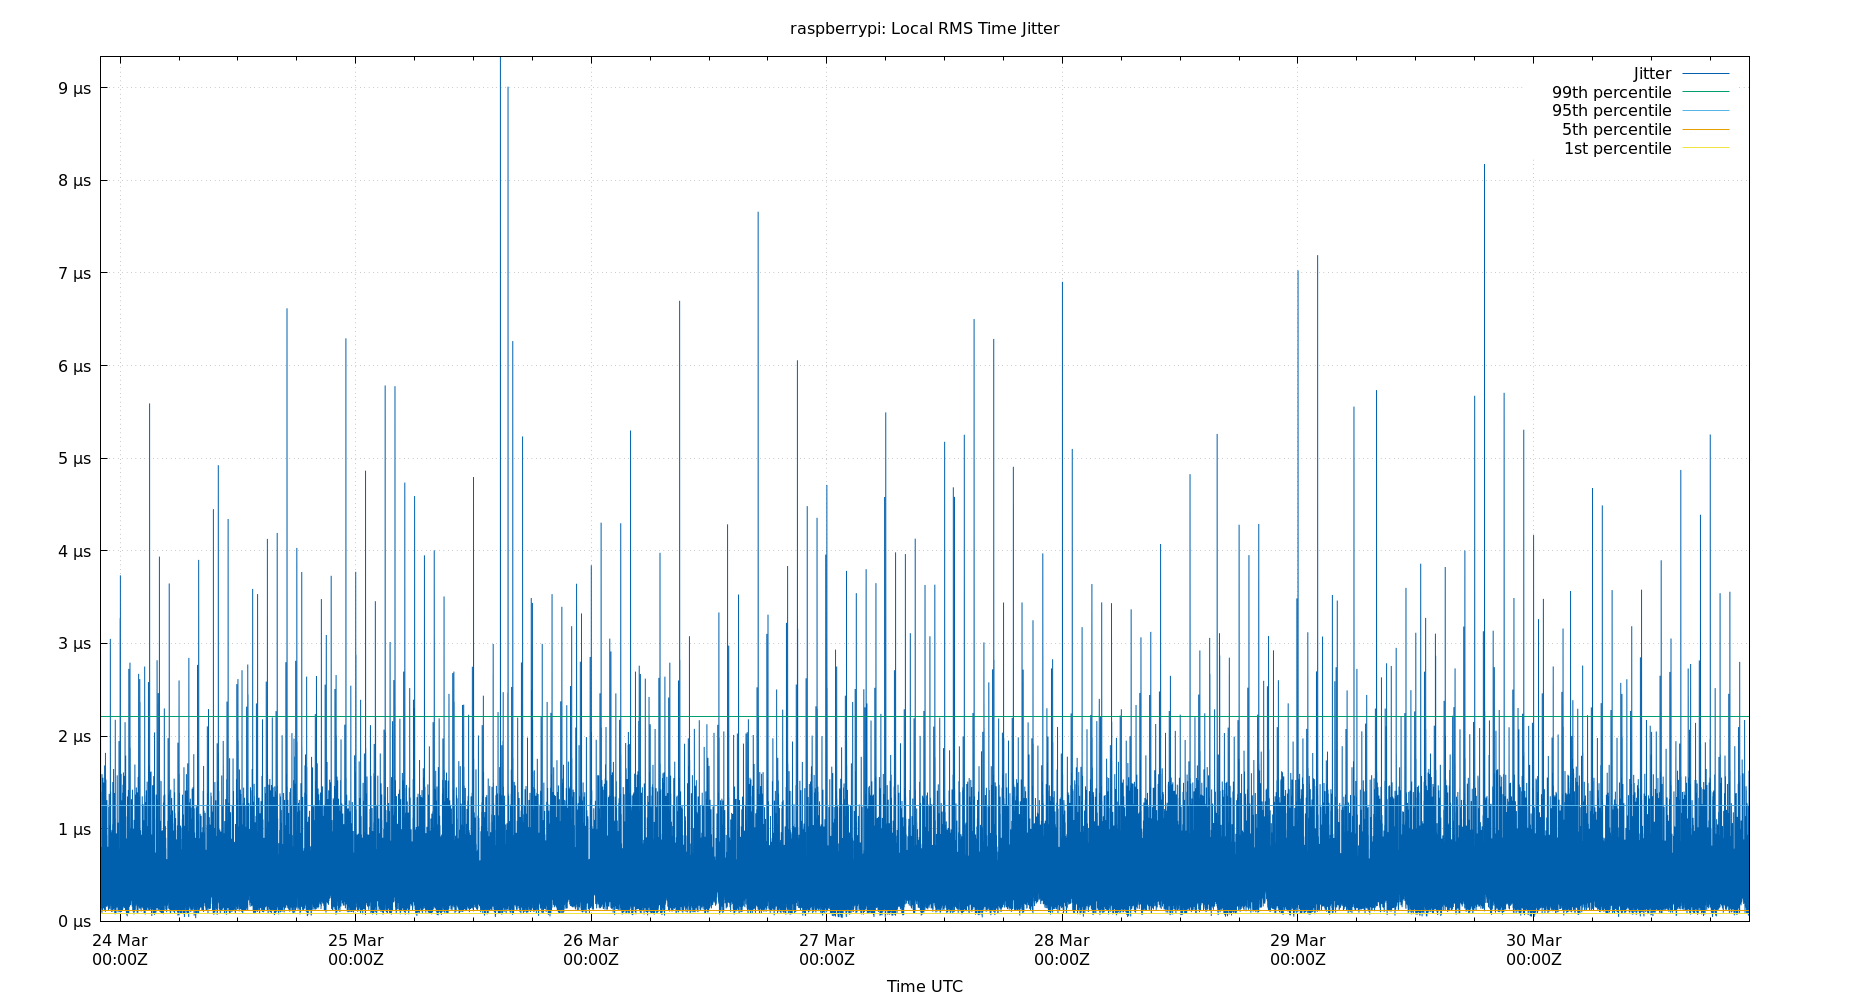 raspberrypi: Local RMS Time Jitter
Jitter
99th percentile
95th percentile
5th percentile
1st percentile
9 µs
8 µs
7 µs
6 µs
5 µs
4 µs
3 µs
2 µs
1 µs
0 µs
24 Mar
00:00Z
25 Mar
00:00Z
26 Mar
00:00Z
27 Mar
00:00Z
28 Mar
00:00Z
29 Mar
00:00Z
30 Mar
00:00Z
Time UTC